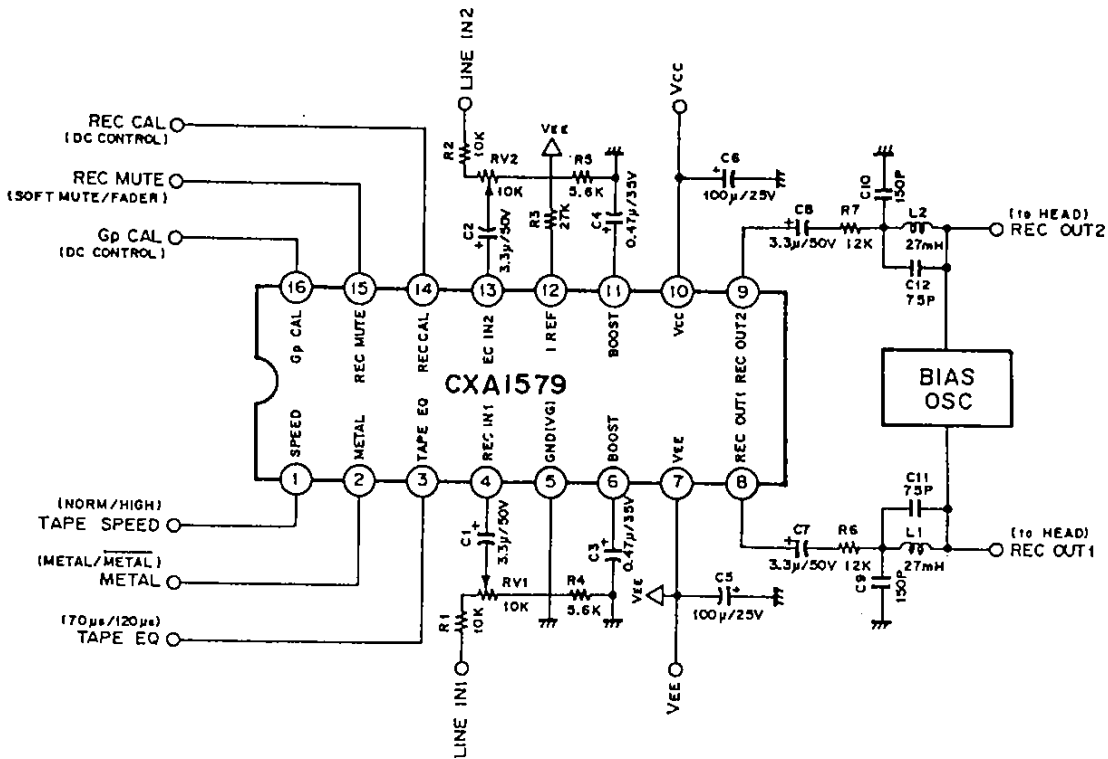 LINE IN2
REC CAL
(DC CONTROL)
REC MUTE
(SOFT MUTE/FADER)
Gp CAL
(DC CONTROL)
R2
10K
RV2
10K
C2
3.3μ/50V
VEE
R3
27K
R5
5.6K
C4
0.47μ/35V
VCC
C6
100μ/25V
C8
3.3μ/50V
R7
12K
C10
150P
L2
27mH
C12
75P
(to HEAD)
REC OUT2
16
15
14
13
12
11
10
9
Gp CAL
REC MUTE
REC CAL
EC IN2
I REF
BOOST
VCC
REC OUT2
CXA1579
BIAS
OSC
SPEED
METAL
TAPE EQ
REC IN1
GND(VG)
BOOST
VEE
REC OUT1
1
2
3
4
5
6
7
8
(NORM/HIGH)
TAPE SPEED
(METAL/METAL)
METAL
(70μs/120μs)
TAPE EQ
C1
3.3μ/50V
R1
10K
RV1
10K
R4
5.6K
C3
0.47μ/35V
VEE
C5
100μ/25V
C7
3.3μ/50V
R6
12K
C9
150P
C11
75P
L1
27mH
(to HEAD)
REC OUT1
LINE IN1
VEE